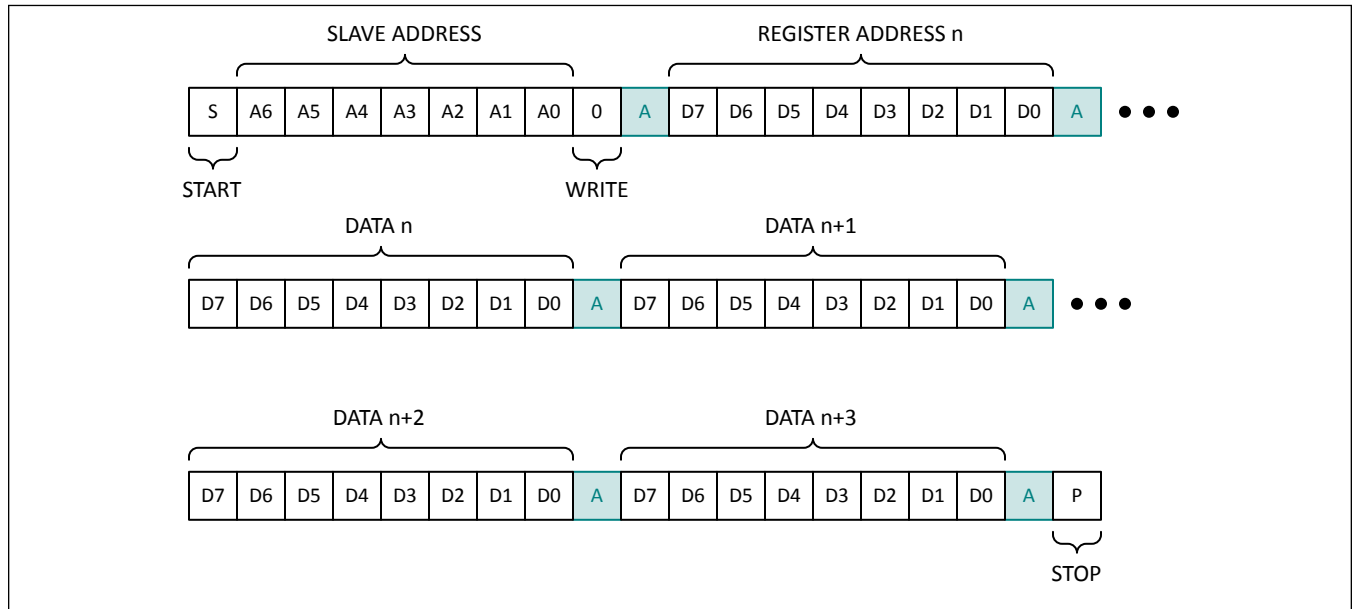 SLAVE ADDRESS REGISTER ADDRESS n
S A6 A5 A4 A3 A2 A1 A0 0 A D7 D6 D5 D4 D3 D2 D1 D0 A
START WRITE
DATA n DATA n+1
D7 D6 D5 D4 D3 D2 D1 D0 A D7 D6 D5 D4 D3 D2 D1 D0 A
DATA n+2 DATA n+3
D7 D6 D5 D4 D3 D2 D1 D0 A D7 D6 D5 D4 D3 D2 D1 D0 A P
STOP